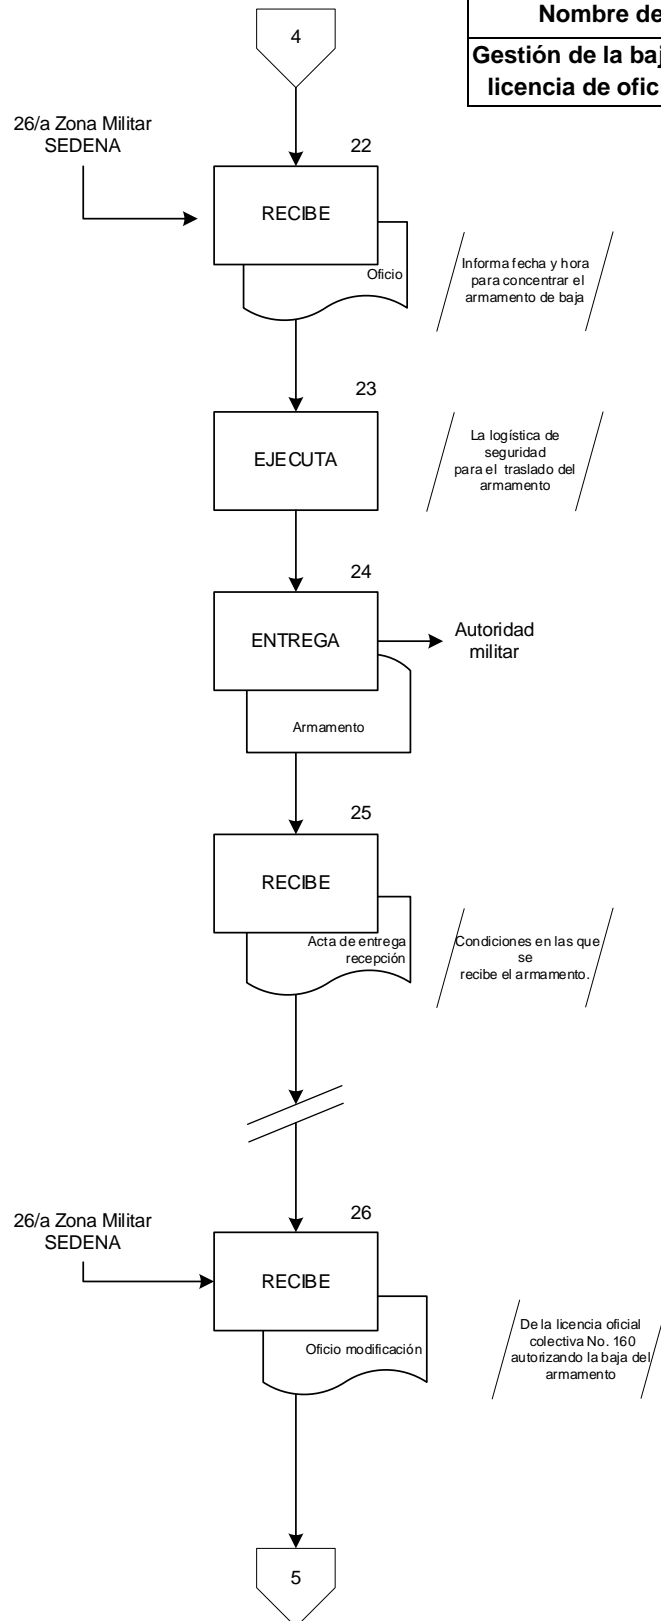 Nombre de
Gestión de la baj
licencia de ofic
4
26/a Zona Militar
SEDENA
22
RECIBE
Oficio
Informa fecha y hora
para concentrar el
armamento de baja
23
EJECUTA
La logística de
seguridad
para el traslado del
armamento
24
ENTREGA
Autoridad
militar
Armamento
25
RECIBE
Acta de entrega
recepción
Condiciones en las que
se
recibe el armamento.
26/a Zona Militar
SEDENA
26
RECIBE
Oficio modificación
De la licencia oficial
colectiva No. 160
autorizando la baja del
armamento
5